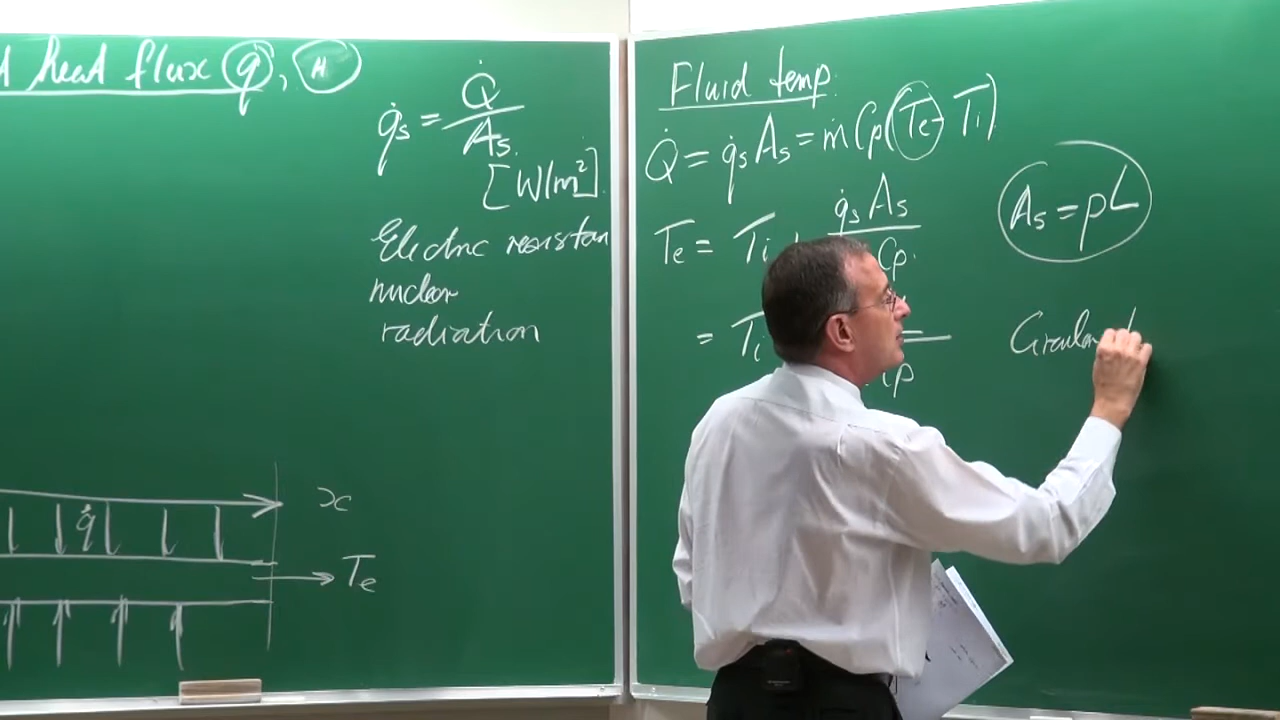 heat flux (q̇), H
q̇s = Q̇ / As
[W/m²].
Electric resistan
nuclear
radiation
x
q̇
Te
Fluid temp.
Q̇ = q̇s As = ṁ Cp (Te - Ti)
Te = Ti + q̇s As / Cp.
As = pL
= Ti
Circular